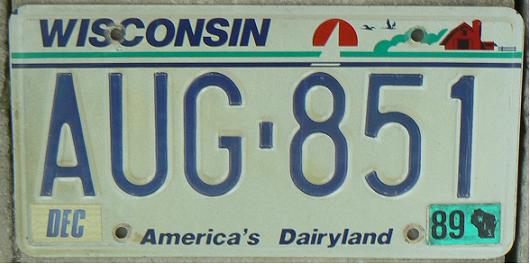 WISCONSIN
AUG-851
DEC
America's Dairyland
89